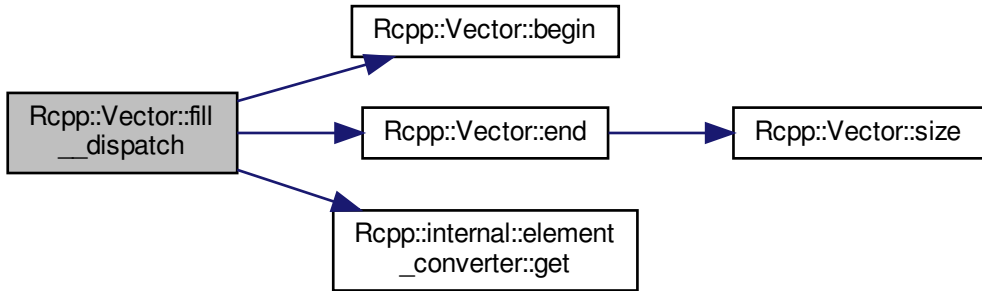 Rcpp::Vector::begin
Rcpp::Vector::fill
__dispatch
Rcpp::Vector::end
Rcpp::Vector::size
Rcpp::internal::element
_converter::get